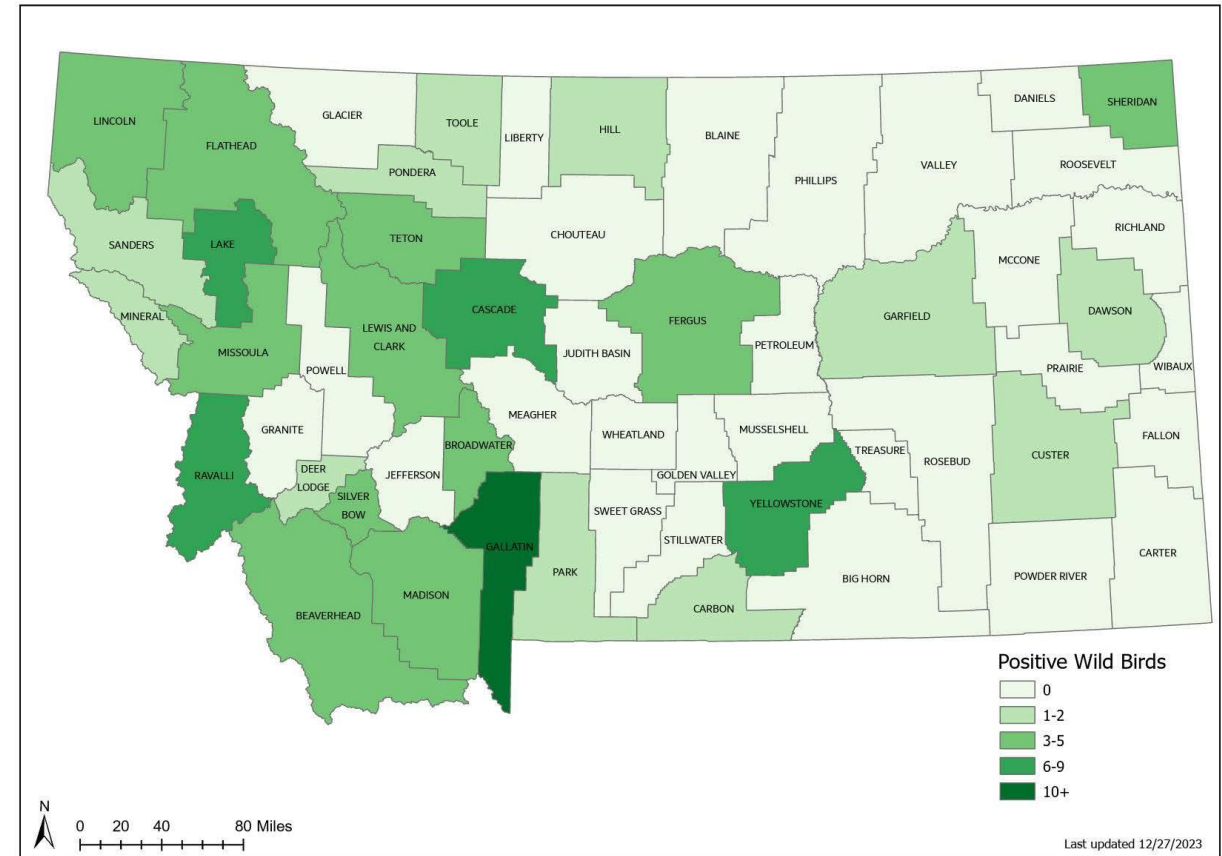 LINCOLN
FLATHEAD
GLACIER
TOOLE
LIBERTY
HILL
BLAINE
PHILLIPS
VALLEY
DANIELS
SHERIDAN
ROOSEVELT
PONDERA
SANDERS
LAKE
TETON
CHOUTEAU
RICHLAND
MCCONE
MINERAL
MISSOULA
POWELL
LEWIS AND
CLARK
CASCADE
JUDITH BASIN
FERGUS
PETROLEUM
GARFIELD
DAWSON
PRAIRIE
WIBAUX
RAVALLI
GRANITE
DEER
LODGE
SILVER
BOW
JEFFERSON
BROADWATER
MEAGHER
WHEATLAND
GOLDEN VALLEY
MUSSELSHELL
TREASURE
ROSEBUD
CUSTER
FALLON
BEAVERHEAD
MADISON
GALLATIN
PARK
SWEET GRASS
STILLWATER
CARBON
YELLOWSTONE
BIG HORN
POWDER RIVER
CARTER
Positive Wild Birds
0
1-2
3-5
6-9
10+
N
0 20 40 80 Miles
Last updated 12/27/2023